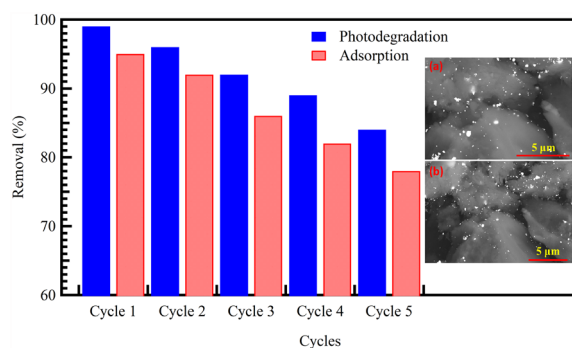 100
90
80
70
60
Removal (%)
Photodegradation
Adsorption
Cycle 1
Cycle 2
Cycle 3
Cycle 4
Cycle 5
Cycles
(a)
5 μm
(b)
5 μm